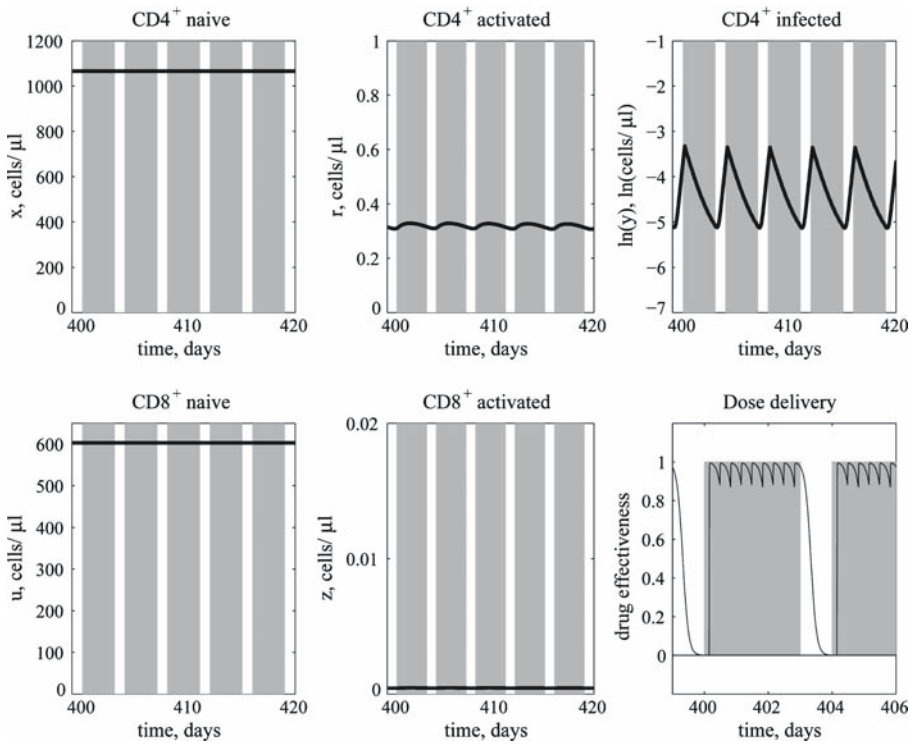 CD4+ naive
1200
1000
800
600
400
200
0
x, cells/ μl
400 410 420
time, days
CD4+ activated
1
0.8
0.6
0.4
0.2
0
r, cells/ μl
400 410 420
time, days
CD4+ infected
−1
−2
−3
−4
−5
−6
−7
ln(y), ln(cells/ μl)
400 410 420
time, days
CD8+ naive
600
500
400
300
200
100
0
u, cells/ μl
400 410 420
time, days
CD8+ activated
0.02
0.01
0
z, cells/ μl
400 410 420
time, days
Dose delivery
1
0.8
0.6
0.4
0.2
0
drug effectiveness
400 402 404 406
time, days